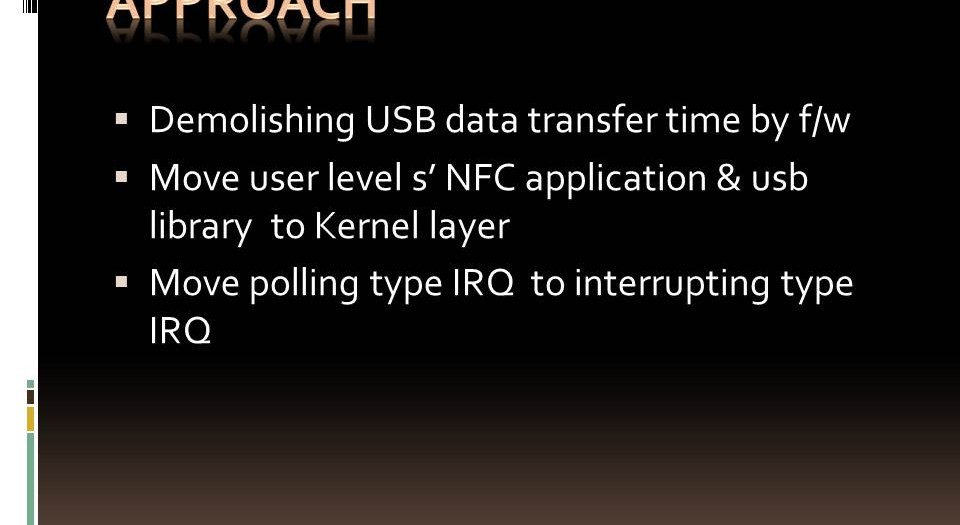 APPROACH
Demolishing USB data transfer time by f/w
Move user level s’ NFC application & usb
library to Kernel layer
Move polling type IRQ to interrupting type
IRQ